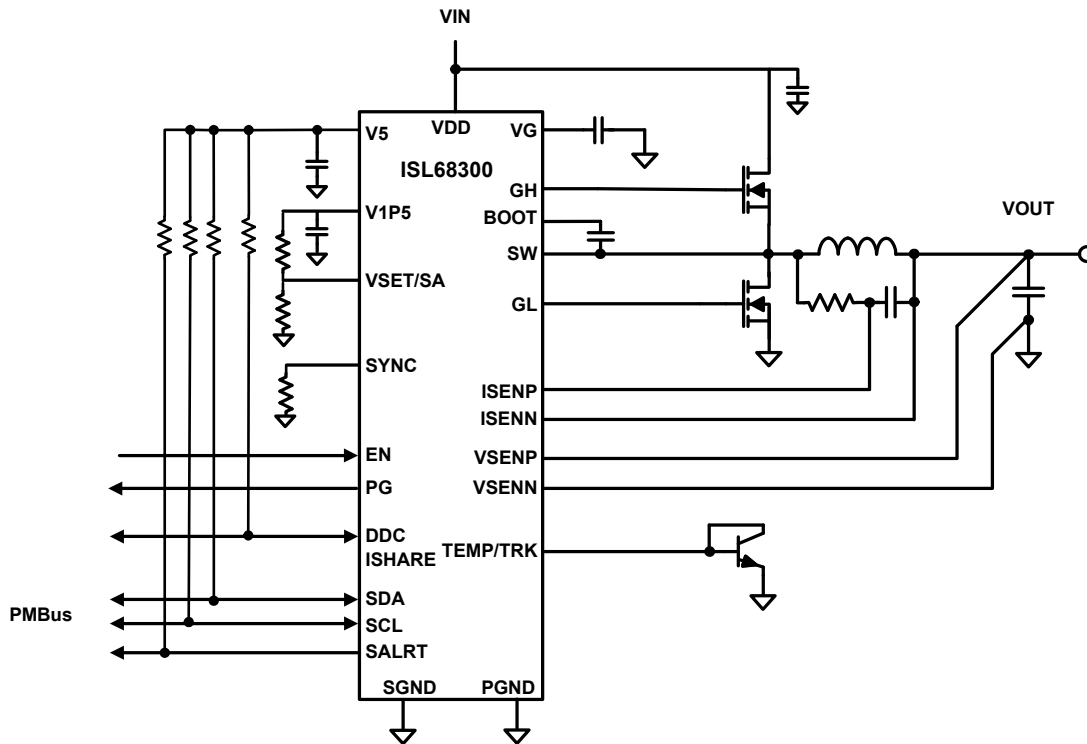 VIN
V5
VDD
VG
ISL68300
GH
BOOT
V1P5
VOUT
SW
VSET/SA
GL
SYNC
ISENP
ISENN
EN
VSENP
PG
VSENN
DDC
ISHARE
TEMP/TRK
SDA
PMBus
SCL
SALRT
SGND
PGND